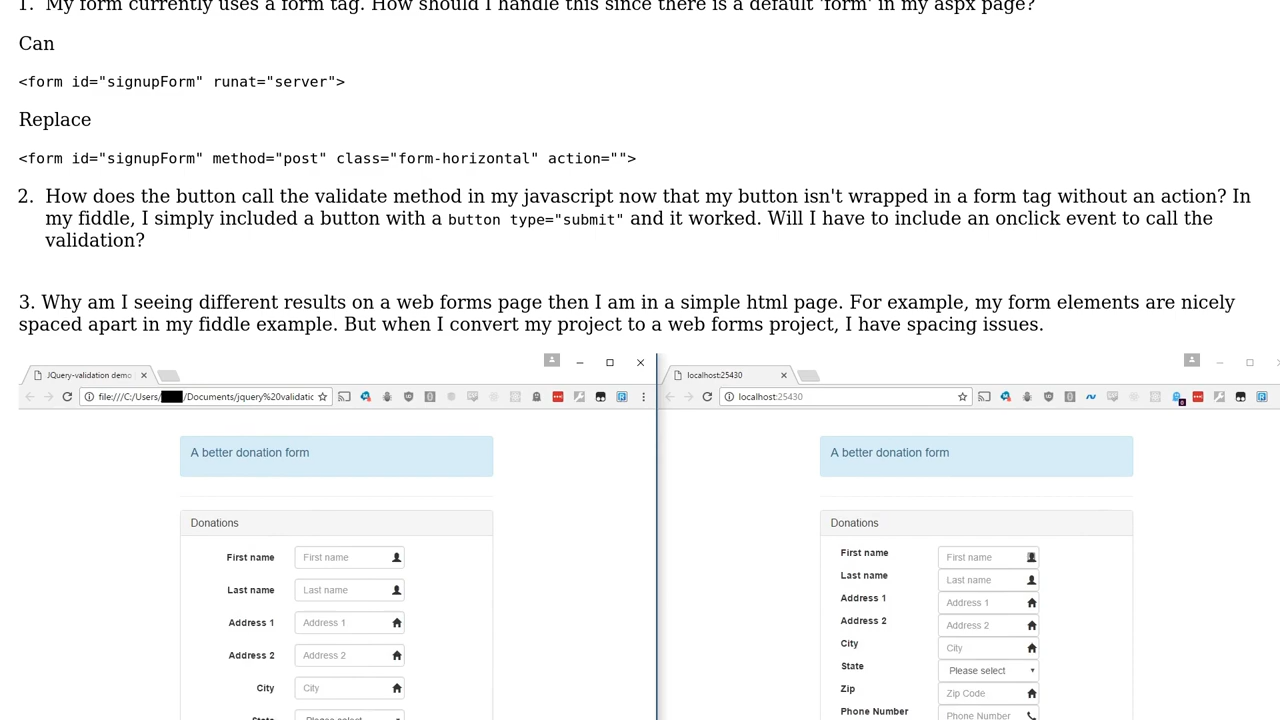 1. My form currently uses a form tag. How should I handle this since there is a default 'form' in my aspx page?
Can
<form id="signupForm" runat="server">
Replace
<form id="signupForm" method="post" class="form-horizontal" action="">
2. How does the button call the validate method in my javascript now that my button isn't wrapped in a form tag without an action? In
my fiddle, I simply included a button with a button type="submit" and it worked. Will I have to include an onclick event to call the
validation?
3. Why am I seeing different results on a web forms page then I am in a simple html page. For example, my form elements are nicely
spaced apart in my fiddle example. But when I convert my project to a web forms project, I have spacing issues.
JQuery-validation demo
file:///C:/Users/ /Documents/jquery%20validatic
A better donation form
Donations
First name First name
Last name Last name
Address 1 Address 1
Address 2 Address 2
City City
State Please select
localhost:25430
localhost:25430
A better donation form
Donations
First name First name
Last name Last name
Address 1 Address 1
Address 2 Address 2
City City
State Please select
Zip Zip Code
Phone Number Phone Number